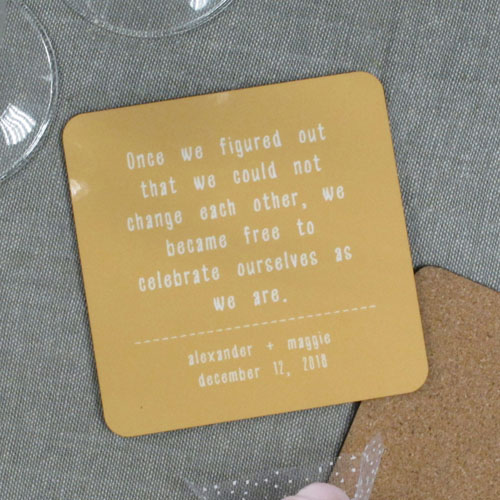 Once we figured out
that we could not
change each other, we
became free to
celebrate ourselves as
we are.
alexander + maggie
december 12, 2018